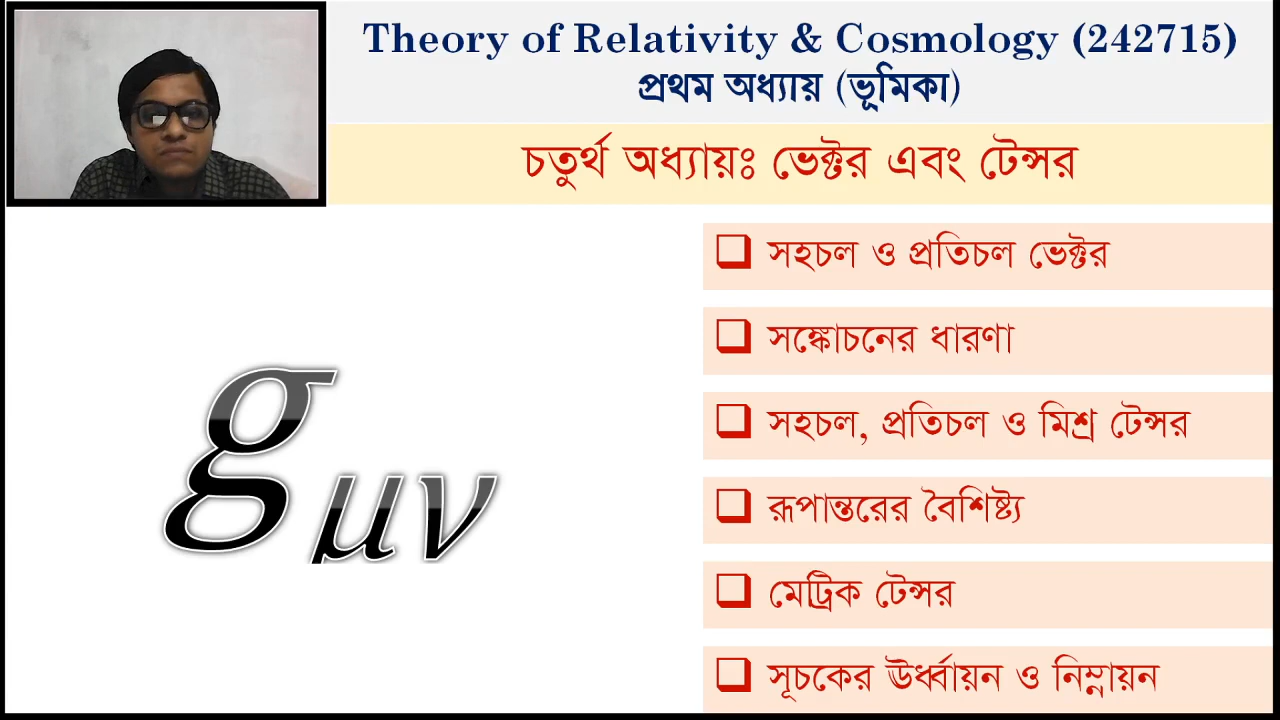 Theory of Relativity & Cosmology (242715)
প্রথম অধ্যায় (ভূমিকা)
চতুর্থ অধ্যায়ঃ ভেক্টর এবং টেন্সর
সহচল ও প্রতিচল ভেক্টর
সঙ্কোচনের ধারণা
সহচল, প্রতিচল ও মিশ্র টেন্সর
রূপান্তরের বৈশিষ্ট্য
মেট্রিক টেন্সর
সূচকের ঊর্ধ্বায়ন ও নিম্নায়ন
gμν